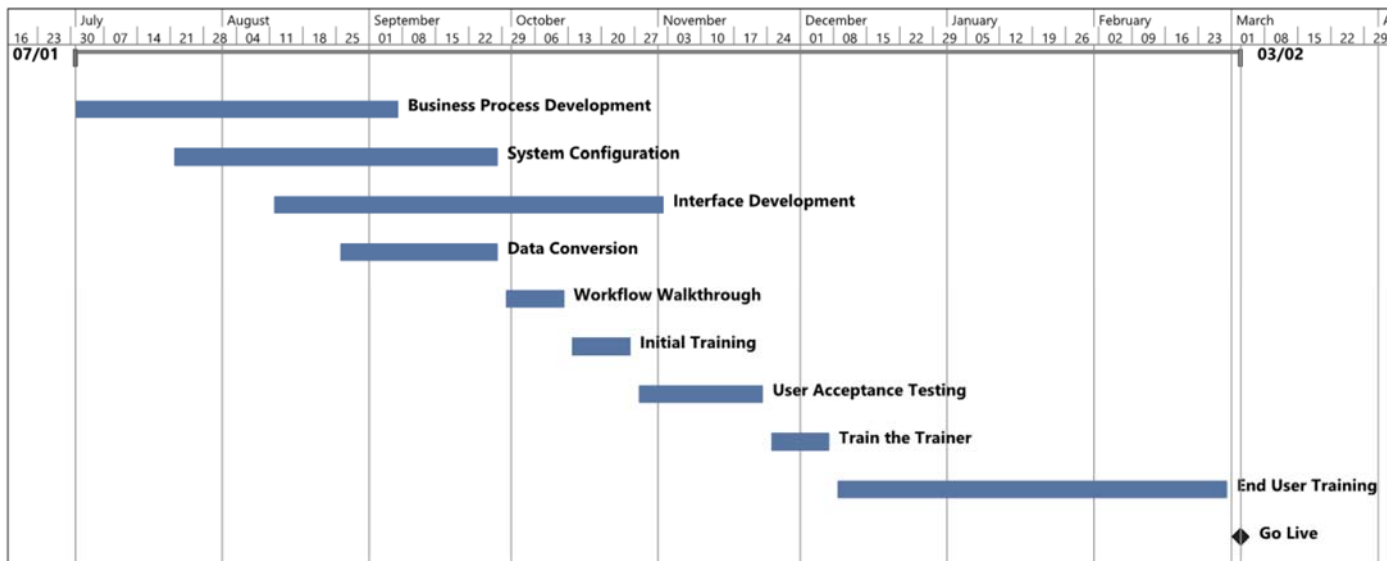 July August September October November December January February March A
16 23 30 07 14 21 28 04 11 18 25 01 08 15 22 29 06 13 20 27 03 10 17 24 01 08 15 22 29 05 12 19 26 02 09 16 23 01 08 15 22 29
07/01 03/02
Business Process Development
System Configuration
Interface Development
Data Conversion
Workflow Walkthrough
Initial Training
User Acceptance Testing
Train the Trainer
End User Training
Go Live